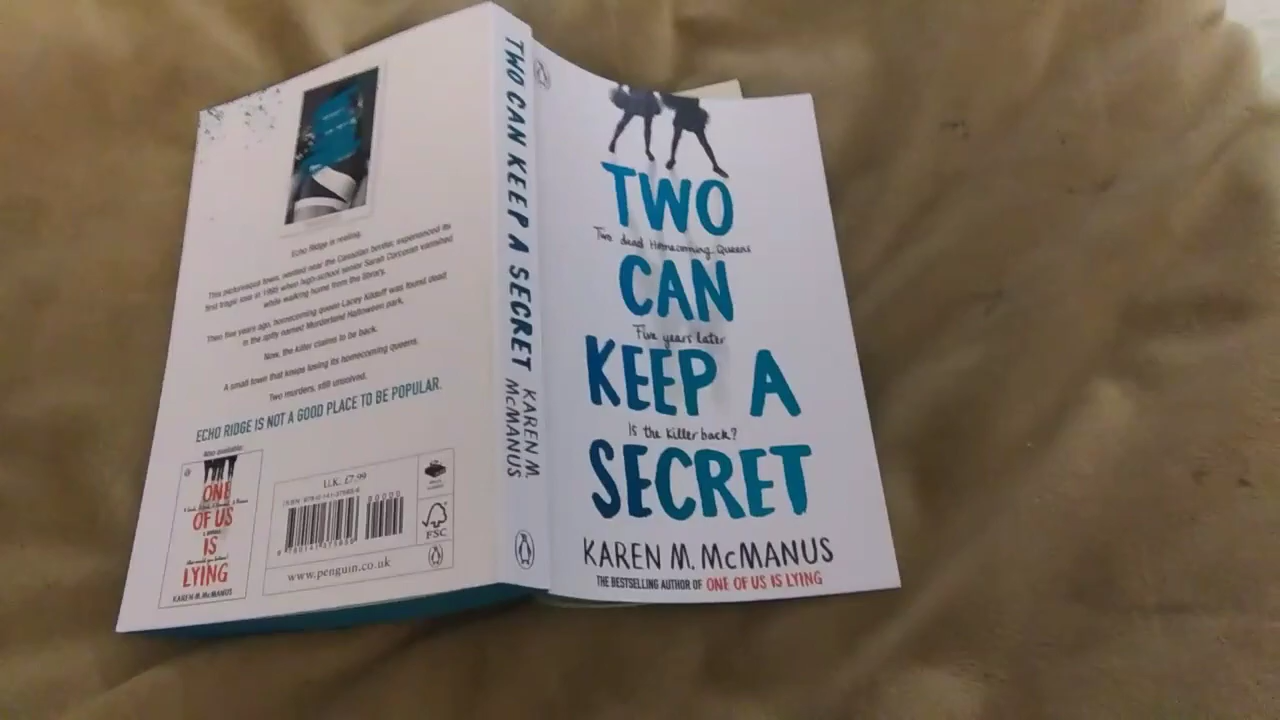 Echo Ridge is reeling.
This picturesque town, nestled near the Canadian border, experienced its
first tragic loss in 1995 when high-school senior Sarah Corcoran vanished
while walking home from the library.
Then five years ago, homecoming queen Lacey Kilduff was found dead
in the aptly named Murderland Halloween park.
Now, the killer claims to be back.
A small town that keeps losing its homecoming queens.
Two murders, still unsolved.
ECHO RIDGE IS NOT A GOOD PLACE TO BE POPULAR.
Also available:
ONE
OF US
IS
LYING
KAREN M. McMANUS
U.K. £7.99
www.penguin.co.uk
FSC
TWO CAN KEEP A SECRET
KAREN M.
McMANUS
TWO
Two dead Homecoming Queens
CAN
Five years later
KEEP A
Is the killer back?
SECRET
KAREN M. McMANUS
THE BESTSELLING AUTHOR OF ONE OF US IS LYING